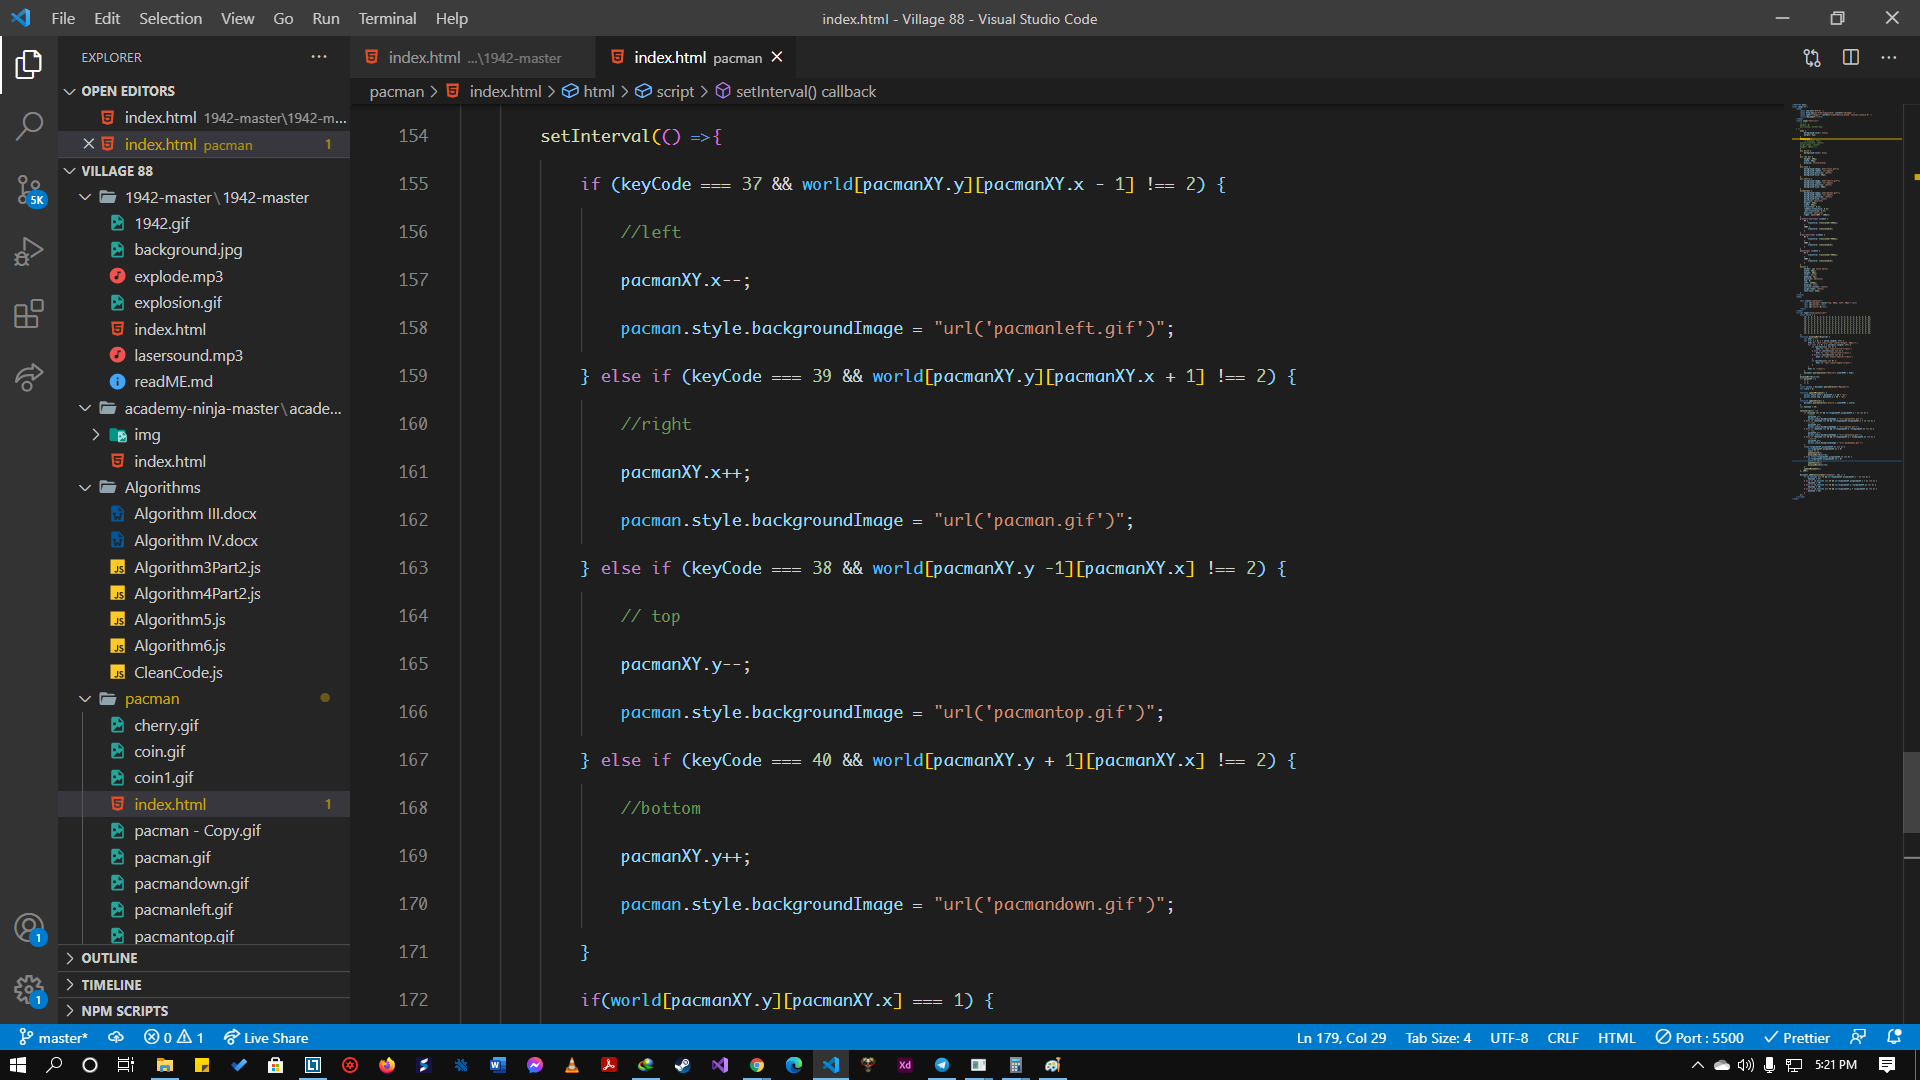 File Edit Selection View Go Run Terminal Help
index.html - Village 88 - Visual Studio Code
EXPLORER
OPEN EDITORS
index.html 1942-master\1942-m...
index.html pacman 1
VILLAGE 88
1942-master\1942-master
1942.gif
background.jpg
explode.mp3
explosion.gif
index.html
lasersound.mp3
readME.md
academy-ninja-master\acade...
img
index.html
Algorithms
Algorithm III.docx
Algorithm IV.docx
Algorithm3Part2.js
Algorithm4Part2.js
Algorithm5.js
Algorithm6.js
CleanCode.js
pacman
cherry.gif
coin.gif
coin1.gif
index.html 1
pacman - Copy.gif
pacman.gif
pacmandown.gif
pacmanleft.gif
pacmantop.gif
OUTLINE
TIMELINE
NPM SCRIPTS
5K
1
1
index.html ...\1942-master
index.html pacman
pacman > index.html > html > script > setInterval() callback
154 setInterval(() =>{
155 if (keyCode === 37 && world[pacmanXY.y][pacmanXY.x - 1] !== 2) {
156 //left
157 pacmanXY.x--;
158 pacman.style.backgroundImage = "url('pacmanleft.gif')";
159 } else if (keyCode === 39 && world[pacmanXY.y][pacmanXY.x + 1] !== 2) {
160 //right
161 pacmanXY.x++;
162 pacman.style.backgroundImage = "url('pacman.gif')";
163 } else if (keyCode === 38 && world[pacmanXY.y -1][pacmanXY.x] !== 2) {
164 // top
165 pacmanXY.y--;
166 pacman.style.backgroundImage = "url('pacmantop.gif')";
167 } else if (keyCode === 40 && world[pacmanXY.y + 1][pacmanXY.x] !== 2) {
168 //bottom
169 pacmanXY.y++;
170 pacman.style.backgroundImage = "url('pacmandown.gif')";
171 }
172 if(world[pacmanXY.y][pacmanXY.x] === 1) {
master* 0 1 Live Share
Ln 179, Col 29 Tab Size: 4 UTF-8 CRLF HTML Port : 5500 Prettier
5:21 PM